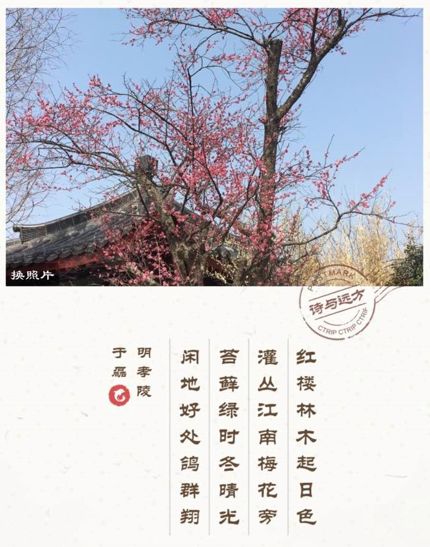 换照片
POSTMARK
诗与远方
CTRIP CTRIP CTRIP
红楼林木起日色
灌丛江南梅花旁
苔藓绿时冬晴光
闲地好处鸽群翔
明孝陵
于磊